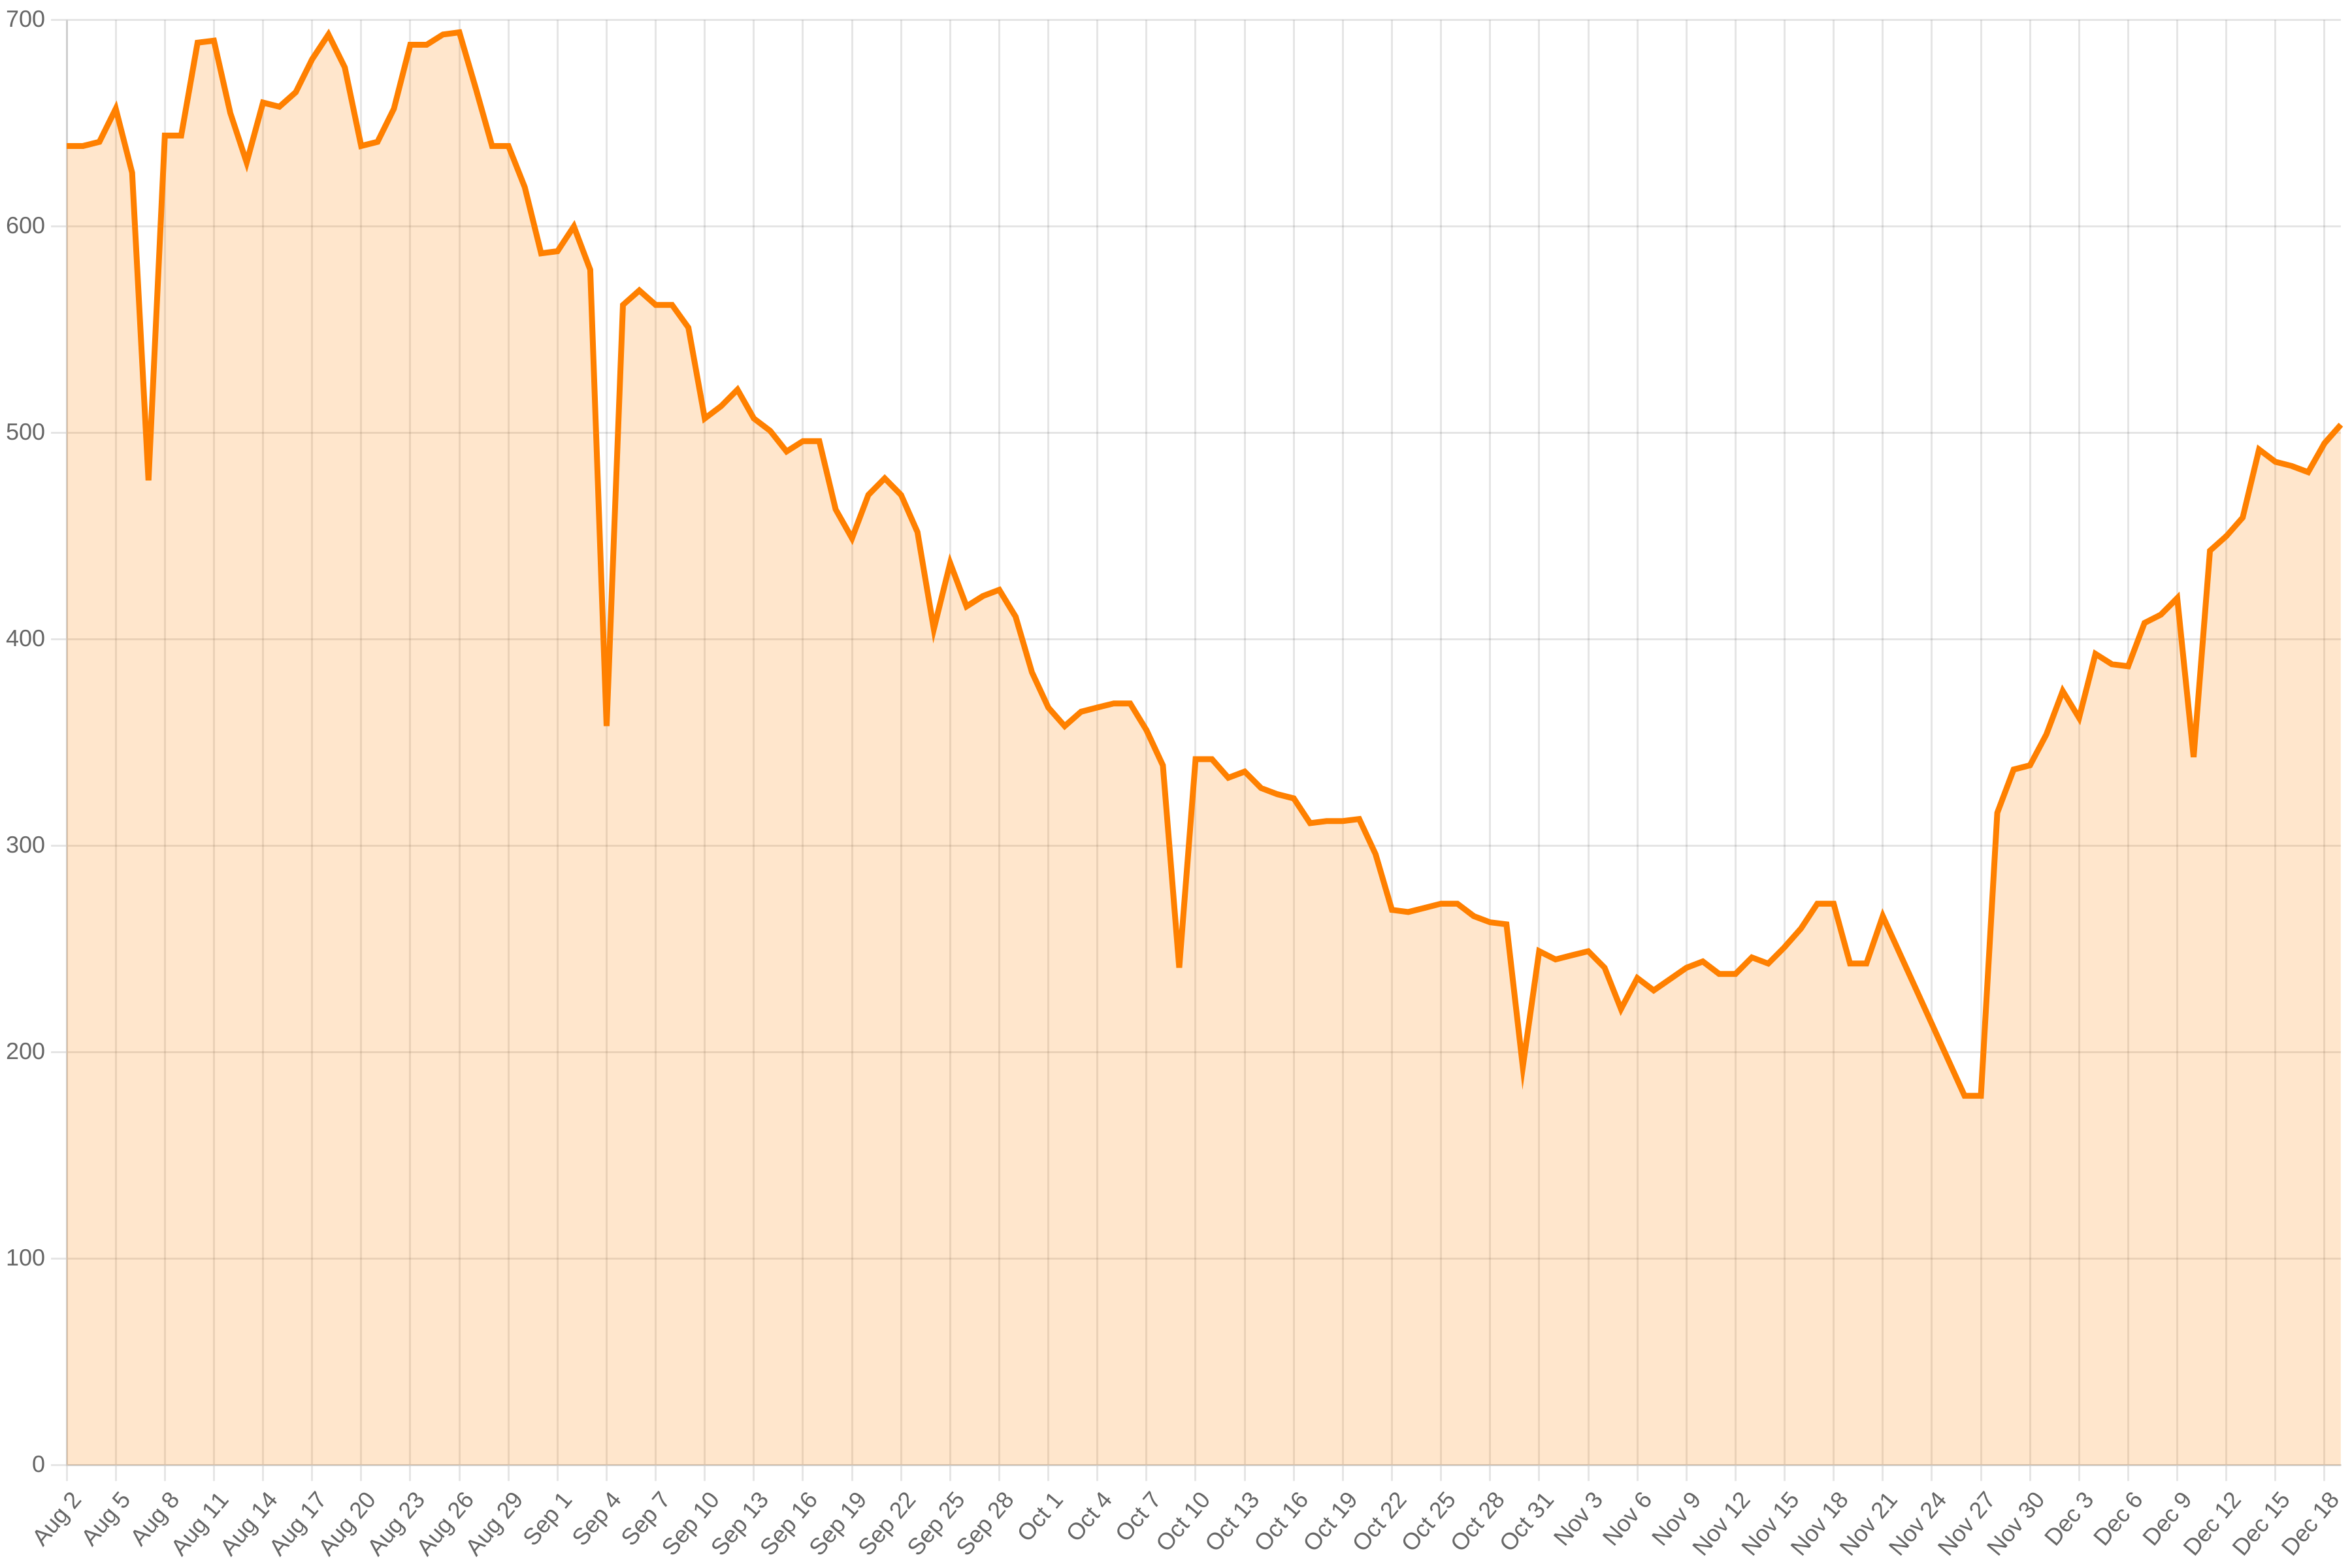 700
600
500
400
300
200
100
0
Aug 2
Aug 5
Aug 8
Aug 11
Aug 14
Aug 17
Aug 20
Aug 23
Aug 26
Aug 29
Sep 1
Sep 4
Sep 7
Sep 10
Sep 13
Sep 16
Sep 19
Sep 22
Sep 25
Sep 28
Oct 1
Oct 4
Oct 7
Oct 10
Oct 13
Oct 16
Oct 19
Oct 22
Oct 25
Oct 28
Oct 31
Nov 3
Nov 6
Nov 9
Nov 12
Nov 15
Nov 18
Nov 21
Nov 24
Nov 27
Nov 30
Dec 3
Dec 6
Dec 9
Dec 12
Dec 15
Dec 18